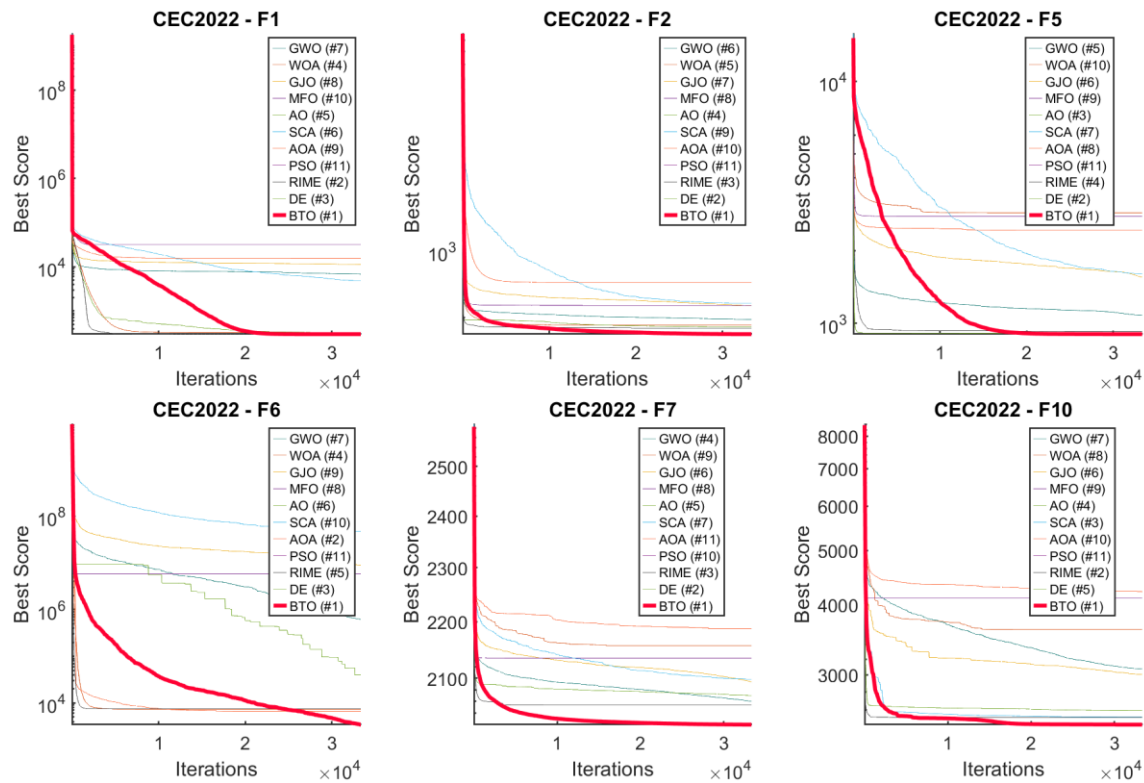 CEC2022 - F1
Best Score
10^8
10^6
10^4
1
2
3
Iterations
×10^4
GWO (#7)
WOA (#4)
GJO (#8)
MFO (#10)
AO (#5)
SCA (#6)
AOA (#9)
PSO (#11)
RIME (#2)
DE (#3)
BTO (#1)
CEC2022 - F2
Best Score
10^3
1
2
3
Iterations
×10^4
GWO (#6)
WOA (#5)
GJO (#7)
MFO (#8)
AO (#4)
SCA (#9)
AOA (#10)
PSO (#11)
RIME (#3)
DE (#2)
BTO (#1)
CEC2022 - F5
Best Score
10^4
10^3
1
2
3
Iterations
×10^4
GWO (#5)
WOA (#10)
GJO (#6)
MFO (#9)
AO (#3)
SCA (#7)
AOA (#8)
PSO (#11)
RIME (#4)
DE (#2)
BTO (#1)
CEC2022 - F6
Best Score
10^8
10^6
10^4
1
2
3
Iterations
×10^4
GWO (#7)
WOA (#4)
GJO (#9)
MFO (#8)
AO (#6)
SCA (#10)
AOA (#2)
PSO (#11)
RIME (#5)
DE (#3)
BTO (#1)
CEC2022 - F7
Best Score
2500
2400
2300
2200
2100
1
2
3
Iterations
×10^4
GWO (#4)
WOA (#9)
GJO (#6)
MFO (#8)
AO (#5)
SCA (#7)
AOA (#11)
PSO (#10)
RIME (#3)
DE (#2)
BTO (#1)
CEC2022 - F10
Best Score
8000
7000
6000
5000
4000
3000
1
2
3
Iterations
×10^4
GWO (#7)
WOA (#8)
GJO (#6)
MFO (#9)
AO (#4)
SCA (#3)
AOA (#10)
PSO (#11)
RIME (#2)
DE (#5)
BTO (#1)